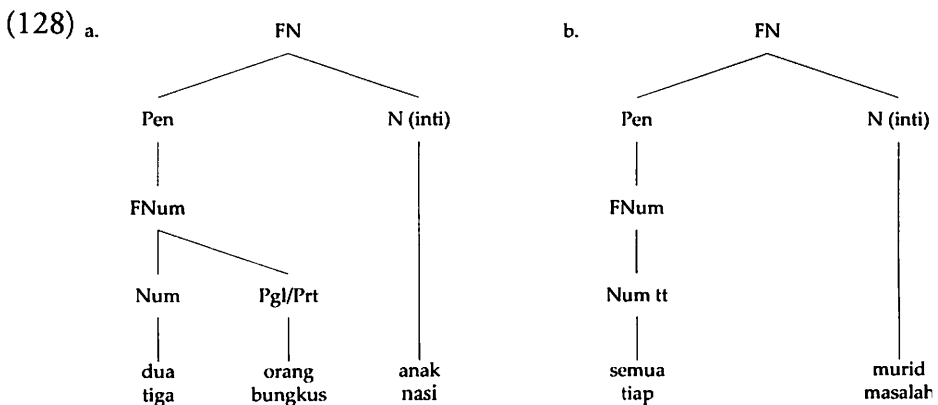 (128) a. FN b. FN
Pen N (inti) Pen N (inti)
FNum FNum
Num Pgl/Prt Num tt
dua orang anak semua murid
tiga bungkus nasi tiap masalah